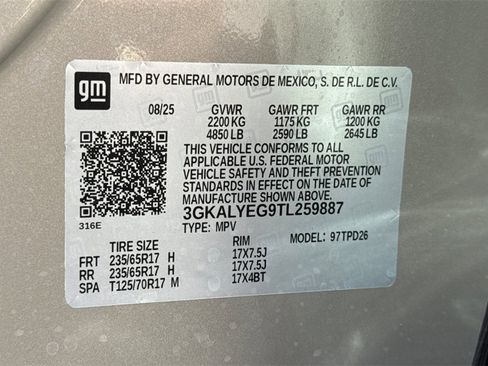 gm MFD BY GENERAL MOTORS DE MEXICO, S. DE R.L. DE C.V.
08/25 GVWR GAWR FRT GAWR RR
2200 KG 1175 KG 1200 KG
4850 LB 2590 LB 2645 LB
THIS VEHICLE CONFORMS TO ALL
APPLICABLE U.S. FEDERAL MOTOR
VEHICLE SAFETY AND THEFT PREVENTION
STANDARDS IN EFFECT ON THE DATE OF
MANUFACTURE SHOWN ABOVE.
3GKALYEG9TL259887
316E TYPE: MPV
MODEL: 97TPD26
TIRE SIZE RIM
FRT 235/65R17 H 17X7.5J
RR 235/65R17 H 17X7.5J
SPA T125/70R17 M 17X4BT